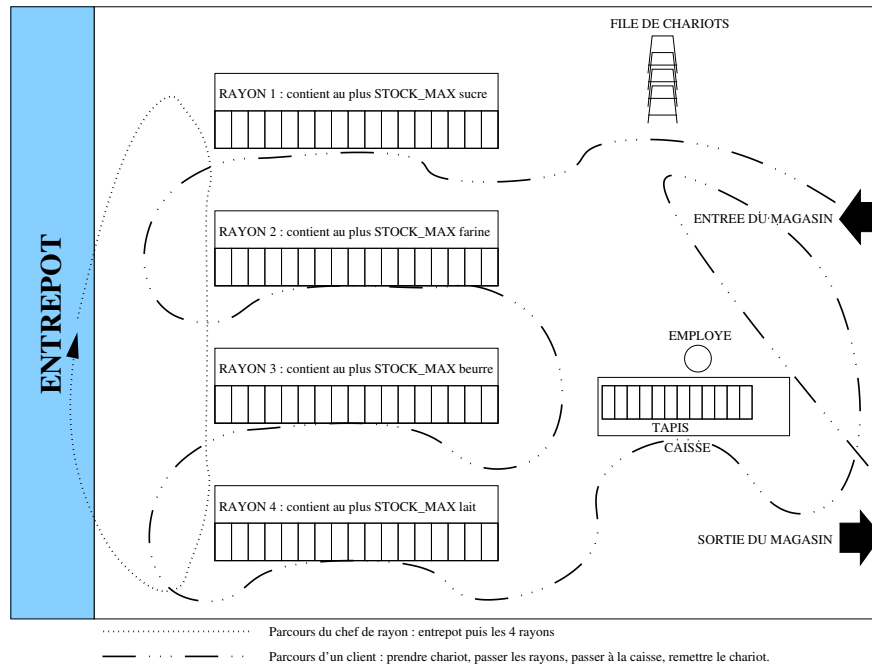 FILE DE CHARIOTS
RAYON 1 : contient au plus STOCK_MAX sucre
RAYON 2 : contient au plus STOCK_MAX farine
ENTREE DU MAGASIN
ENTREPOT
EMPLOYE
RAYON 3 : contient au plus STOCK_MAX beurre
TAPIS
CAISSE
RAYON 4 : contient au plus STOCK_MAX lait
SORTIE DU MAGASIN
Parcours du chef de rayon : entrepot puis les 4 rayons
Parcours d'un client : prendre chariot, passer les rayons, passer à la caisse, remettre le chariot.